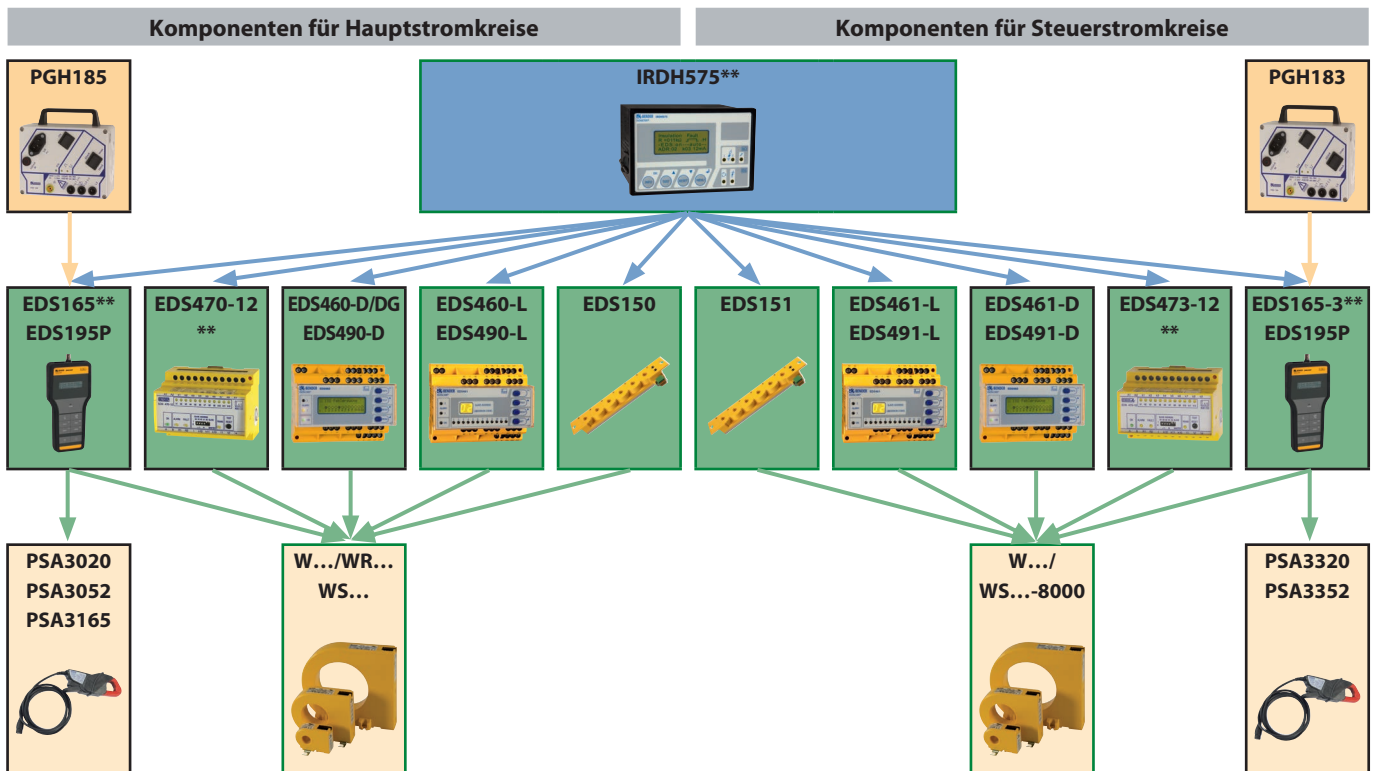 Komponenten für Hauptstromkreise
Komponenten für Steuerstromkreise
PGH185
IRDH575**
PGH183
EDS165**
EDS195P
EDS470-12
**
EDS460-D/DG
EDS490-D
EDS460-L
EDS490-L
EDS150
EDS151
EDS461-L
EDS491-L
EDS461-D
EDS491-D
EDS473-12
**
EDS165-3**
EDS195P
PSA3020
PSA3052
PSA3165
W…/WR…
WS…
W…/
WS…-8000
PSA3320
PSA3352